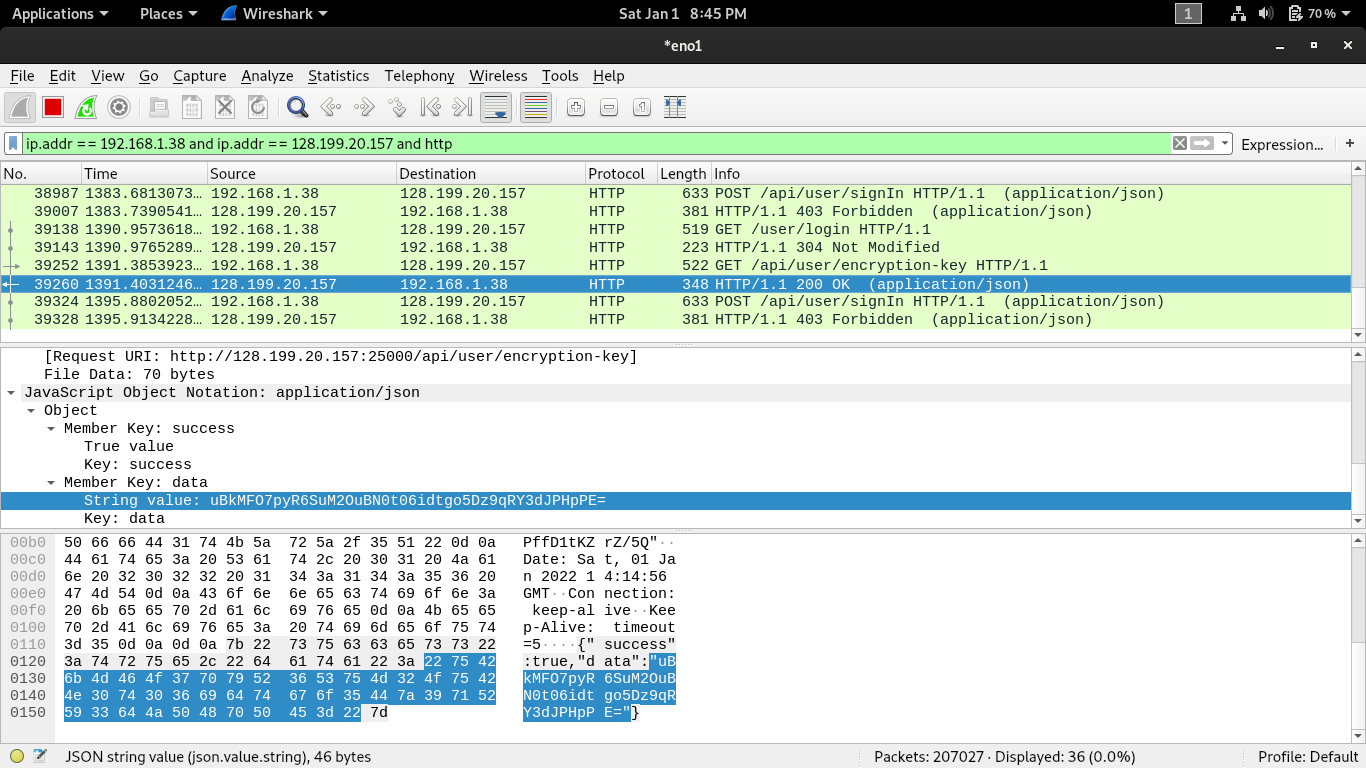 Applications Places Wireshark Sat Jan 1 8:45 PM 1 70 %
*eno1
File Edit View Go Capture Analyze Statistics Telephony Wireless Tools Help
ip.addr == 192.168.1.38 and ip.addr == 128.199.20.157 and http Expression… +
No. Time Source Destination Protocol Length Info
38987 1383.6813073… 192.168.1.38 128.199.20.157 HTTP 633 POST /api/user/signIn HTTP/1.1 (application/json)
39007 1383.7390541… 128.199.20.157 192.168.1.38 HTTP 381 HTTP/1.1 403 Forbidden (application/json)
39138 1390.9573618… 192.168.1.38 128.199.20.157 HTTP 519 GET /user/login HTTP/1.1
39143 1390.9765289… 128.199.20.157 192.168.1.38 HTTP 223 HTTP/1.1 304 Not Modified
39252 1391.3853923… 192.168.1.38 128.199.20.157 HTTP 522 GET /api/user/encryption-key HTTP/1.1
39260 1391.4031246… 128.199.20.157 192.168.1.38 HTTP 348 HTTP/1.1 200 OK (application/json)
39324 1395.8802052… 192.168.1.38 128.199.20.157 HTTP 633 POST /api/user/signIn HTTP/1.1 (application/json)
39328 1395.9134228… 128.199.20.157 192.168.1.38 HTTP 381 HTTP/1.1 403 Forbidden (application/json)
[Request URI: http://128.199.20.157:25000/api/user/encryption-key]
File Data: 70 bytes
JavaScript Object Notation: application/json
Object
Member Key: success
True value
Key: success
Member Key: data
String value: uBkMFO7pyR6SuM2OuBN0t06idtgo5Dz9qRY3dJPHpPE=
Key: data
00b0 50 66 66 44 31 74 4b 5a 72 5a 2f 35 51 22 0d 0a PffD1tKZ rZ/5Q"··
00c0 44 61 74 65 3a 20 53 61 74 2c 20 30 31 20 4a 61 Date: Sa t, 01 Ja
00d0 6e 20 32 30 32 32 20 31 34 3a 31 34 3a 35 36 20 n 2022 1 4:14:56
00e0 47 4d 54 0d 0a 43 6f 6e 6e 65 63 74 69 6f 6e 3a GMT··Con nection:
00f0 20 6b 65 65 70 2d 61 6c 69 76 65 0d 0a 4b 65 65 keep-al ive··Kee
0100 70 2d 41 6c 69 76 65 3a 20 74 69 6d 65 6f 75 74 p-Alive: timeout
0110 3d 35 0d 0a 0d 0a 7b 22 73 75 63 63 65 73 73 22 =5····{" success"
0120 3a 74 72 75 65 2c 22 64 61 74 61 22 3a 22 75 42 :true,"d ata":"uB
0130 6b 4d 46 4f 37 70 79 52 36 53 75 4d 32 4f 75 42 kMFO7pyR 6SuM2OuB
0140 4e 30 74 30 36 69 64 74 67 6f 35 44 7a 39 71 52 N0t06idt go5Dz9qR
0150 59 33 64 4a 50 48 70 50 45 3d 22 7d Y3dJPHpP E="}
JSON string value (json.value.string), 46 bytes Packets: 207027 · Displayed: 36 (0.0%) Profile: Default